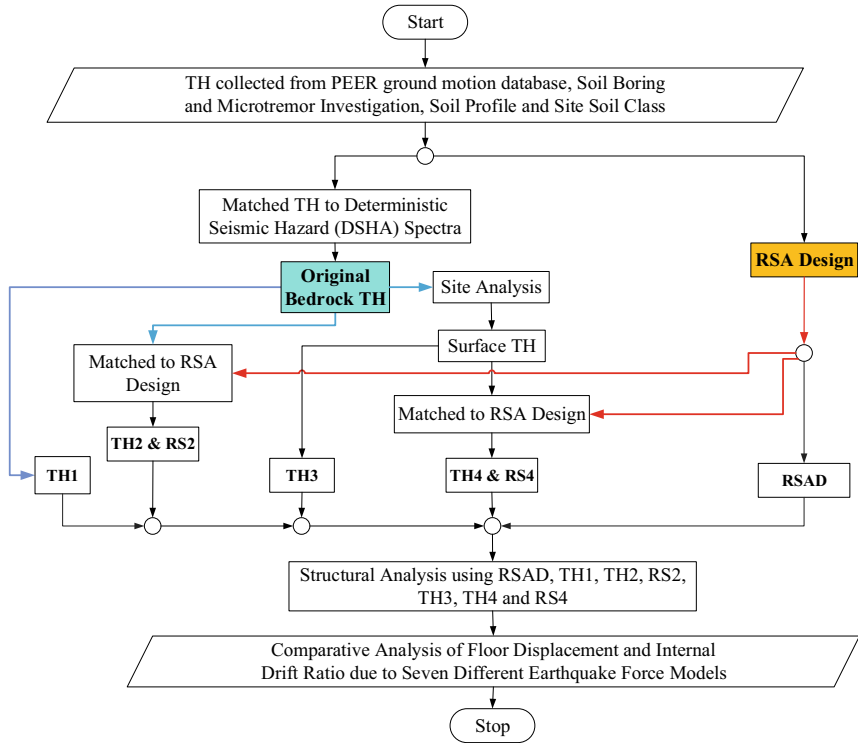 Start
TH collected from PEER ground motion database, Soil Boring
and Microtremor Investigation, Soil Profile and Site Soil Class
Matched TH to Deterministic
Seismic Hazard (DSHA) Spectra
RSA Design
Original
Bedrock TH
Site Analysis
Surface TH
Matched to RSA
Design
Matched to RSA Design
TH2 & RS2
TH1
TH3
TH4 & RS4
RSAD
Structural Analysis using RSAD, TH1, TH2, RS2,
TH3, TH4 and RS4
Comparative Analysis of Floor Displacement and Internal
Drift Ratio due to Seven Different Earthquake Force Models
Stop